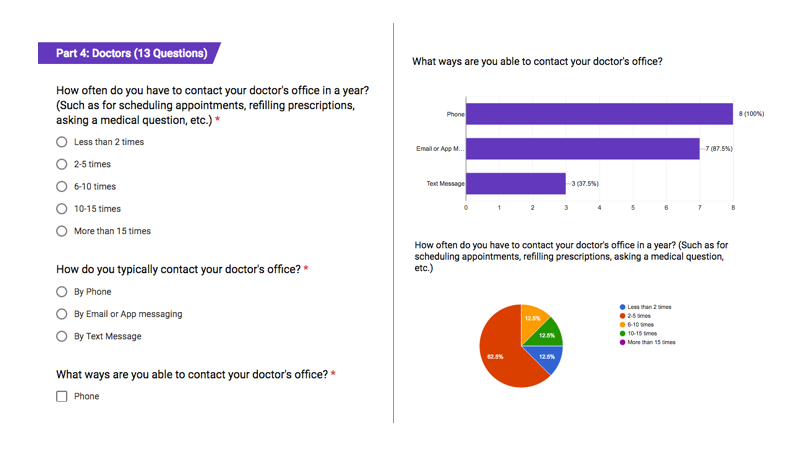 Part 4: Doctors (13 Questions)
How often do you have to contact your doctor's office in a year?
(Such as for scheduling appointments, refilling prescriptions,
asking a medical question, etc.) *
Less than 2 times
2-5 times
6-10 times
10-15 times
More than 15 times
How do you typically contact your doctor's office? *
By Phone
By Email or App messaging
By Text Message
What ways are you able to contact your doctor's office? *
Phone
What ways are you able to contact your doctor's office?
Phone
8 (100%)
Email or App M...
7 (87.5%)
Text Message
3 (37.5%)
0 1 2 3 4 5 6 7 8
How often do you have to contact your doctor's office in a year? (Such as for
scheduling appointments, refilling prescriptions, asking a medical question,
etc.)
12.5%
12.5%
62.5%
12.5%
Less than 2 times
2-5 times
6-10 times
10-15 times
More than 15 times